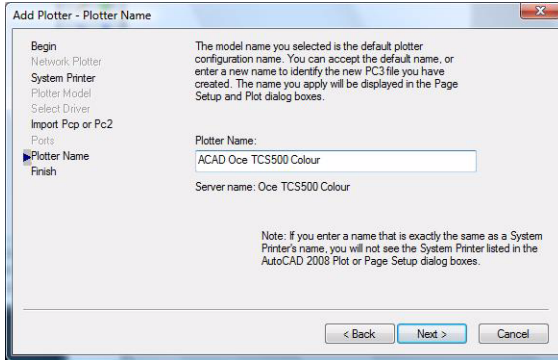 Add Plotter - Plotter Name
Begin
Network Plotter
System Printer
Plotter Model
Select Driver
Import Pcp or Pc2
Ports
Plotter Name
Finish
The model name you selected is the default plotter
configuration name. You can accept the default name, or
enter a new name to identify the new PC3 file you have
created. The name you apply will be displayed in the Page
Setup and Plot dialog boxes.
Plotter Name:
ACAD Oce TCS500 Colour
Server name: Oce TCS500 Colour
Note: If you enter a name that is exactly the same as a System
Printer's name, you will not see the System Printer listed in the
AutoCAD 2008 Plot or Page Setup dialog boxes.
< Back
Next >
Cancel